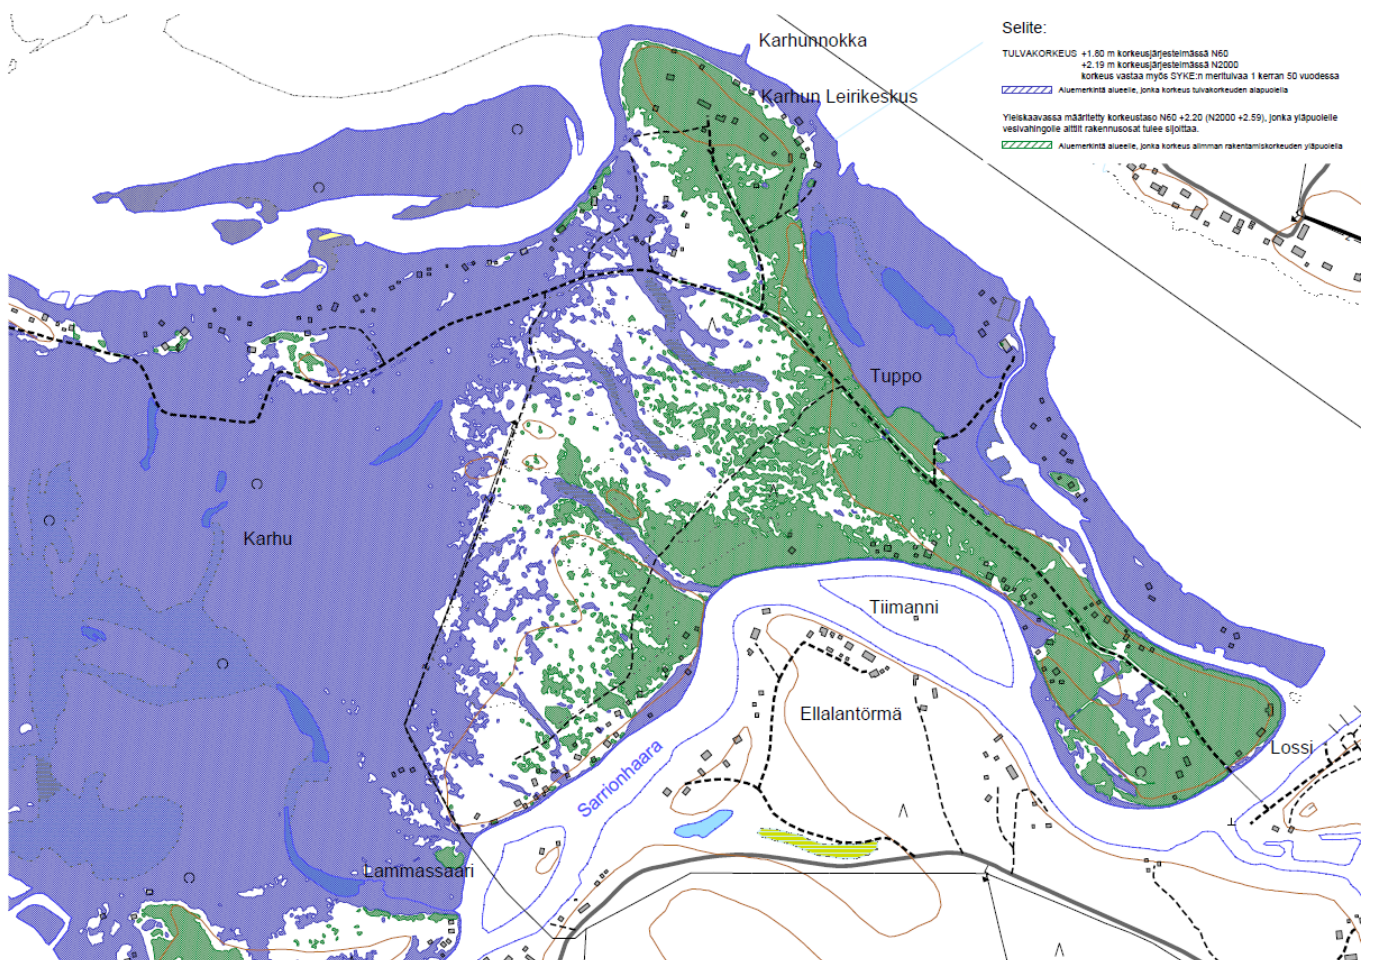 Selite:
TULVAKORKEUS +1.80 m korkeusjärjestelmässä N60
+2.19 m korkeusjärjestelmässä N2000
korkeus vastaa myös SYKE:n meritulvaa 1 kerran 50 vuodessa
Aluemerkintä alueelle, jonka korkeus tulvakorkeuden alapuolella
Yleiskaavassa määritetty korkeustaso N60 +2.20 (N2000 +2.59), jonka yläpuolelle
vesivahingolle alttiit rakennusosat tulee sijoittaa.
Aluemerkintä alueelle, jonka korkeus alimman rakentamiskorkeuden yläpuolella
Karhunnokka
Karhun Leirikeskus
Tuppo
Karhu
Tiimanni
Ellalantörmä
Lossi
Sarrionhaara
Lammassaari